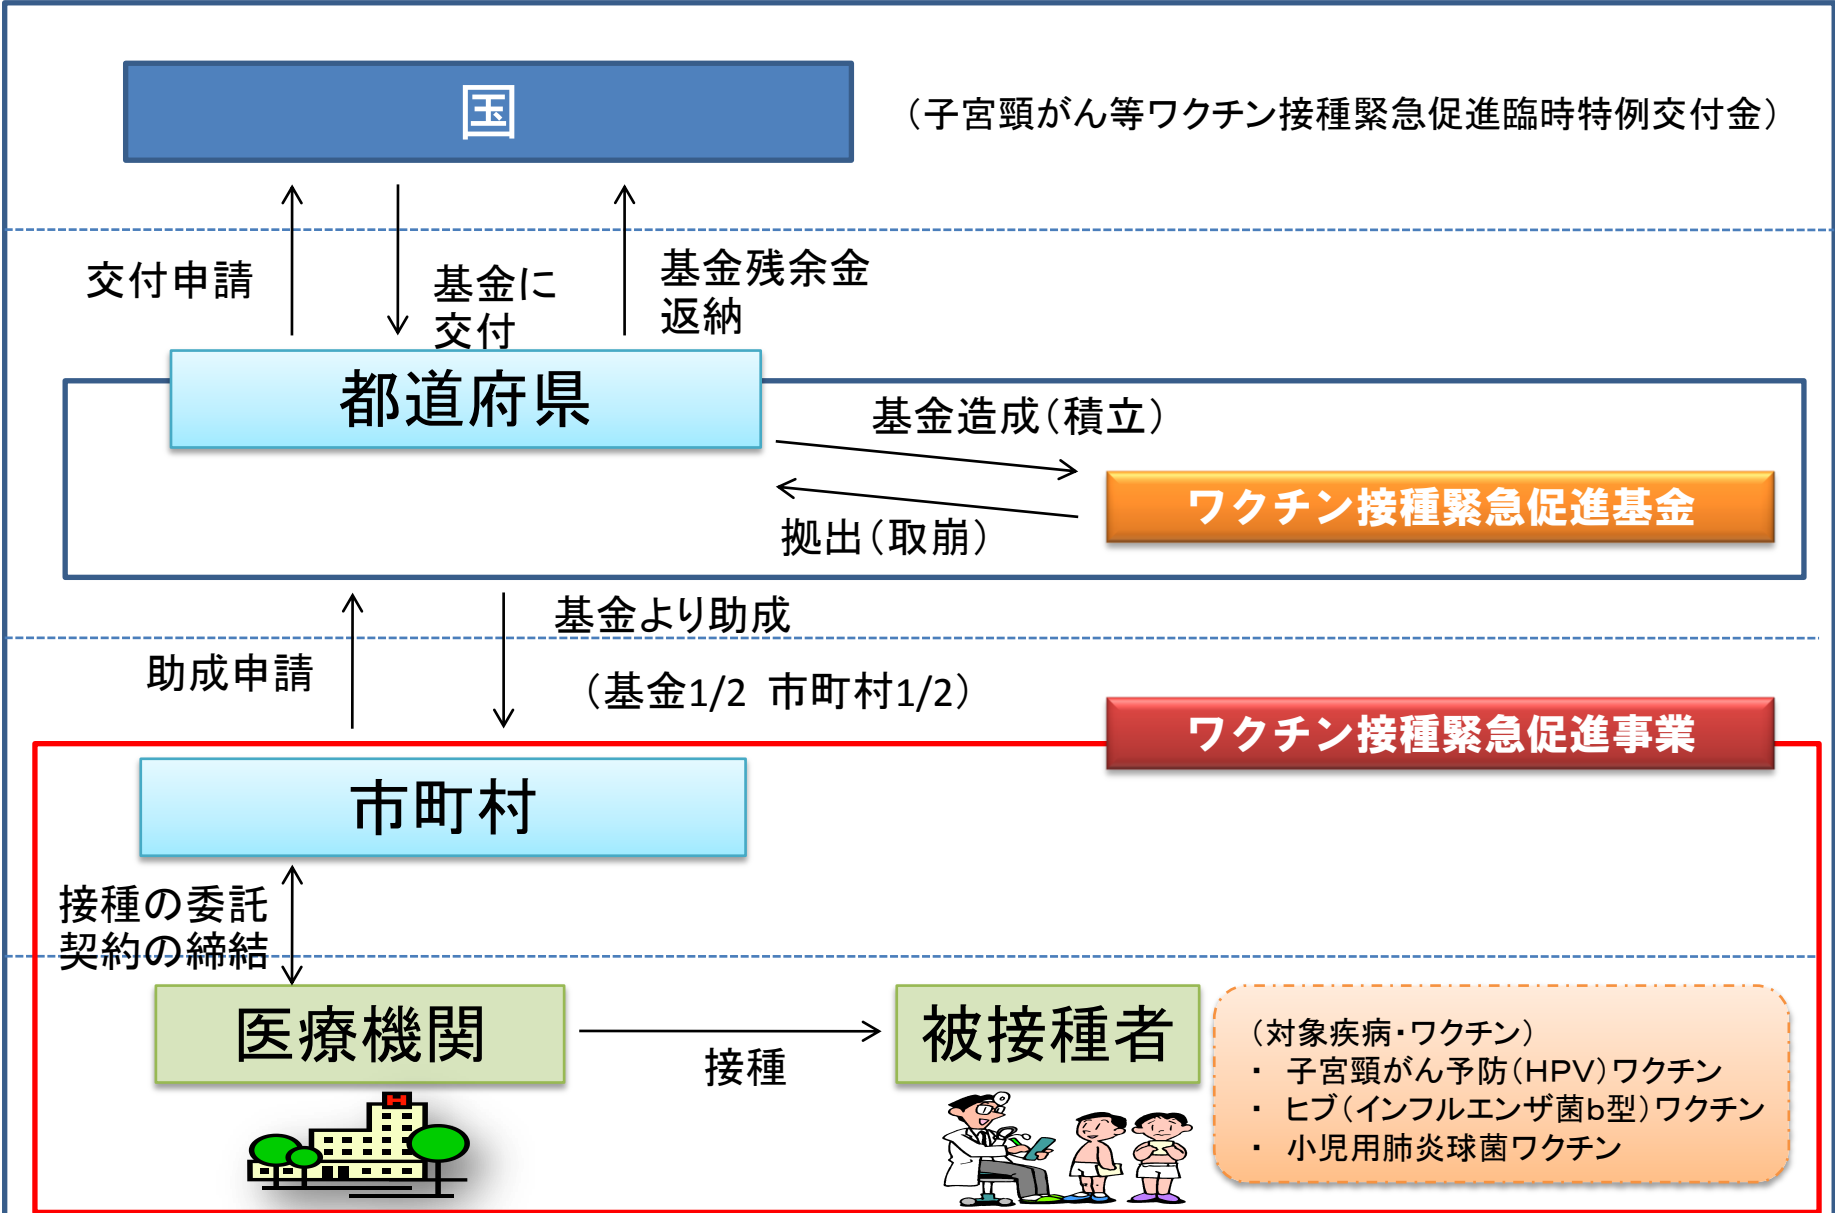 国
（子宮頸がん等ワクチン接種緊急促進臨時特例交付金）
交付申請
基金に
交付
基金残余金
返納
都道府県
基金造成（積立）
ワクチン接種緊急促進基金
拠出（取崩）
基金より助成
助成申請
（基金1/2 市町村1/2）
ワクチン接種緊急促進事業
市町村
接種の委託
契約の締結
医療機関
接種
被接種者
（対象疾病・ワクチン）
・ 子宮頸がん予防（HPV）ワクチン
・ ヒブ（インフルエンザ菌b型）ワクチン
・ 小児用肺炎球菌ワクチン
H